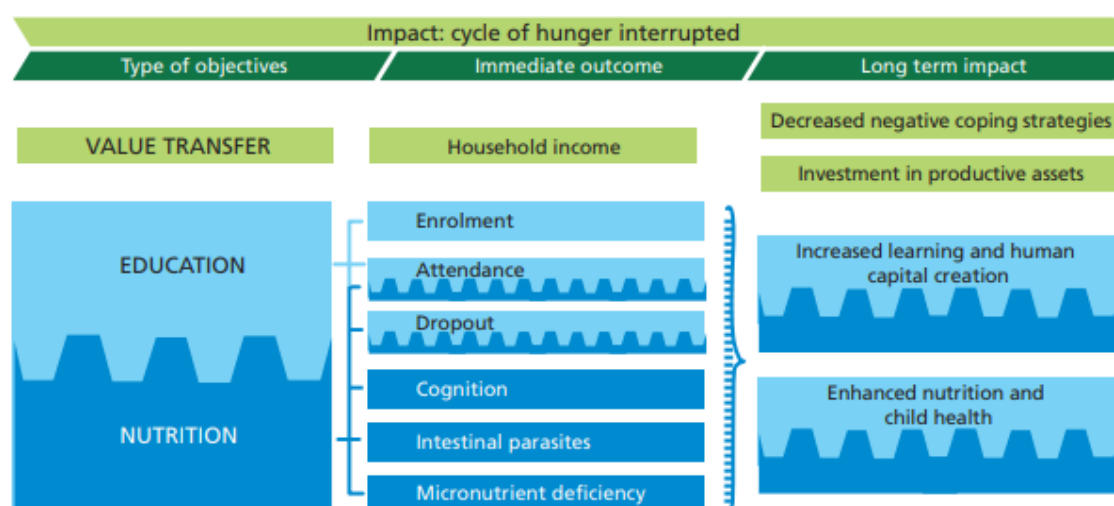 Impact: cycle of hunger interrupted
Type of objectives
Immediate outcome
Long term impact
VALUE TRANSFER
Household income
Decreased negative coping strategies
Investment in productive assets
EDUCATION
NUTRITION
Enrolment
Attendance
Dropout
Cognition
Intestinal parasites
Micronutrient deficiency
Increased learning and human
capital creation
Enhanced nutrition and
child health